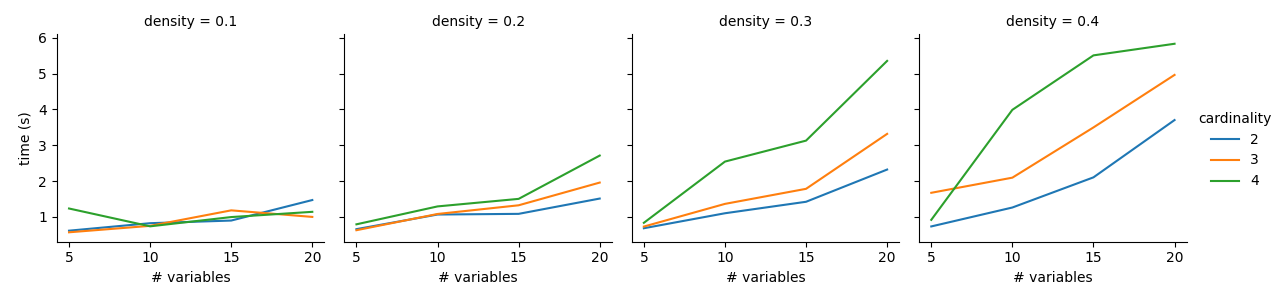 density = 0.1
density = 0.2
density = 0.3
density = 0.4
time (s)
6
5
4
3
2
1
5 10 15 20
5 10 15 20
5 10 15 20
5 10 15 20
# variables
# variables
# variables
# variables
cardinality
2
3
4